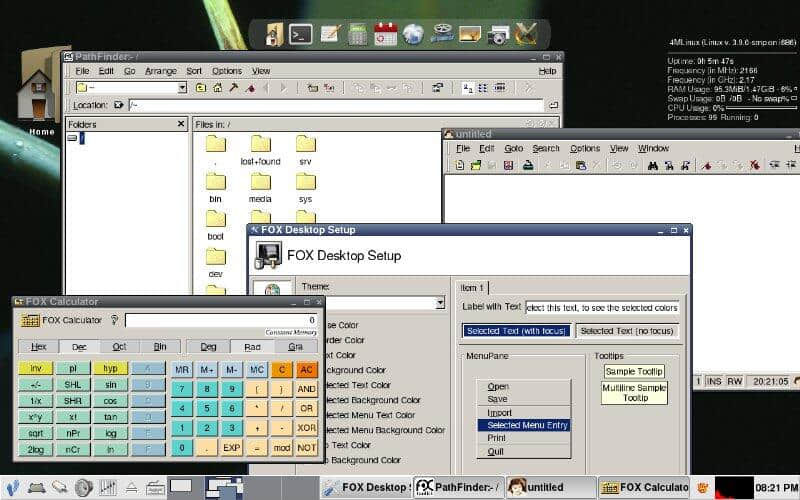 PathFinder:- /
File Edit Go Arrange Sort Options View Help
Location: /~
Folders
Files in: /
/
. lost+found srv
bin media sys
boot
dev
Home
4MLinux (Linux v. 3.9.6-smp on i686)
Uptime: 0h 5m 47s
Frequency (in MHz): 2166
Frequency (in GHz): 2.17
RAM Usage: 95.3MiB/1.47GiB - 6%
Swap Usage: 0B /0B - No swap%
CPU Usage: 0%
Processes: 99 Running: 0
untitled
File Edit Goto Search Options View Window H
1 INS RW 20:21:05
FOX Desktop Setup
FOX Desktop Setup
Theme:
se Color
rder Color
xt Color
ackground Color
lected Text Color
lected Background Color
lected Menu Text Color
lected Menu Background Color
p Text Color
p Background Color
Item 1
Label with Text elect this text, to see the selected colors
Selected Text (with focus) Selected Text (no focus)
MenuPane
Open
Save
Import
Selected Menu Entry
Print
Quit
Tooltips
Sample Tooltip
Multiline Sample
Tooltip
FOX Calculator
FOX Calculator 0
Constant Memory
Hex Dec Oct Bin Deg Rad Gra
inv pi hyp A MR M+ M- MC C AC
+/- SHL sin B 7 8 9 ( ) AND
1/x SHR cos C 4 5 6 * / OR
x^y x! tan D 1 2 3 + - XOR
sqrt nPr log E 0 . EXP = mod NOT
2log nCr ln F
FOX Desktop S PathFinder:- / untitled FOX Calculato 08:21 PM